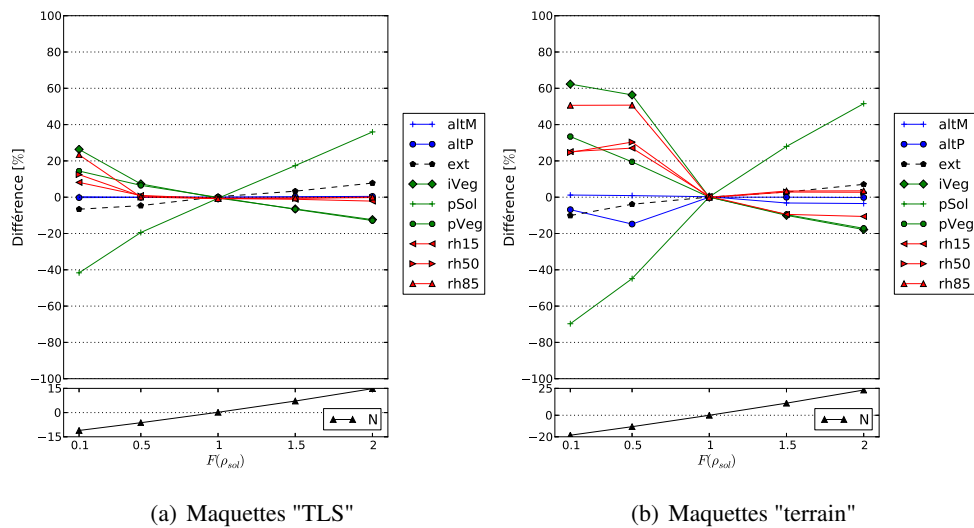 100
80
60
40
20
0
−20
−40
−60
−80
−100
Différence [%]
altM
altP
ext
iVeg
pSol
pVeg
rh15
rh50
rh85
15
0
−15
N
0.1 0.5 1 1.5 2
F(ρsol)
(a) Maquettes "TLS"
100
80
60
40
20
0
−20
−40
−60
−80
−100
Différence [%]
altM
altP
ext
iVeg
pSol
pVeg
rh15
rh50
rh85
25
0
−20
N
0.1 0.5 1 1.5 2
F(ρsol)
(b) Maquettes "terrain"